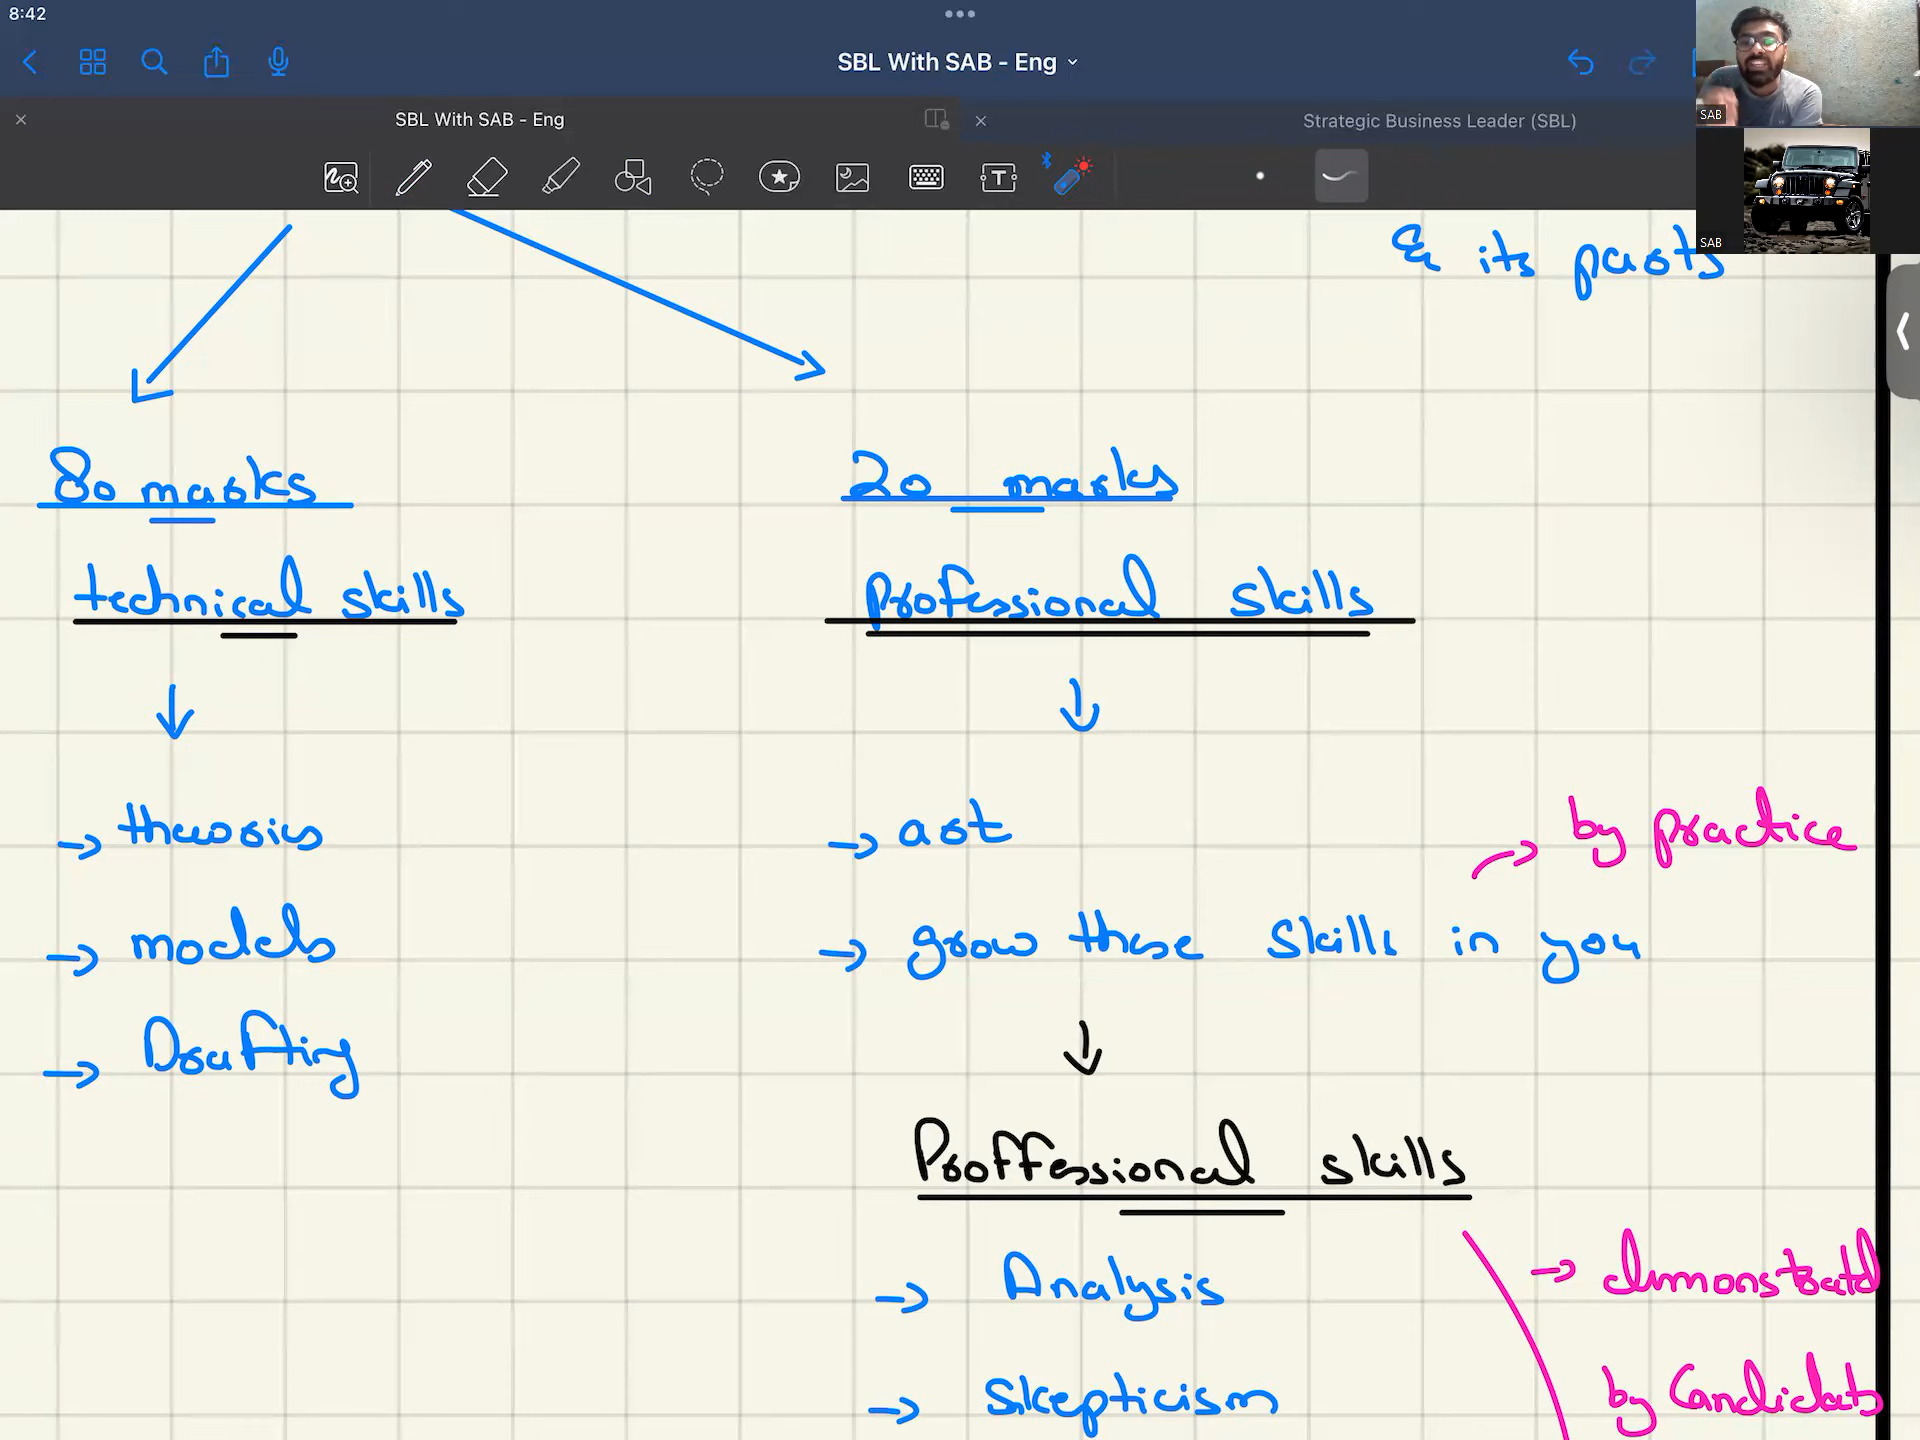 8:42
SBL With SAB - Eng
SBL With SAB - Eng
Strategic Business Leader (SBL)
SAB
SAB
T
& its parts
80 marks
20 marks
technical skills
professional skills
→ theories
→ art
→ by practice
→ models
→ grow these skills in you
→ Drafting
Proffessional skills
→ Analysis
→ demonstrated
→ Skepticism
by Candidats